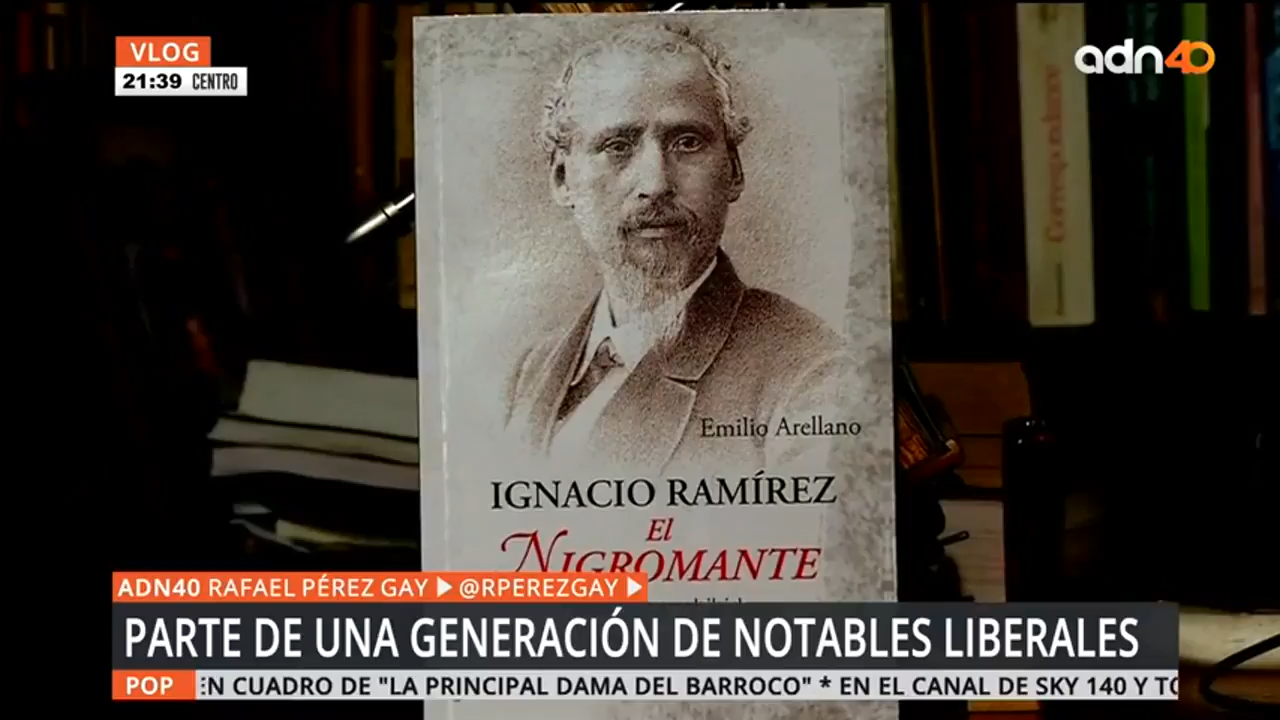 VLOG
21:39 CENTRO
adn40
Correspondance
Emilio Arellano
IGNACIO RAMÍREZ
El
NIGROMANTE
ADN40 RAFAEL PÉREZ GAY @RPEREZGAY
PARTE DE UNA GENERACIÓN DE NOTABLES LIBERALES
POP EN CUADRO DE "LA PRINCIPAL DAMA DEL BARROCO" * EN EL CANAL DE SKY 140 Y TO